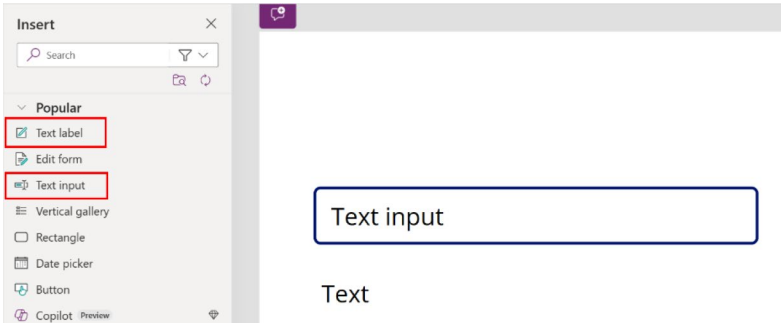 Insert
Search
Popular
Text label
Edit form
Text input
Vertical gallery
Rectangle
Date picker
Button
Copilot Preview
Text input
Text